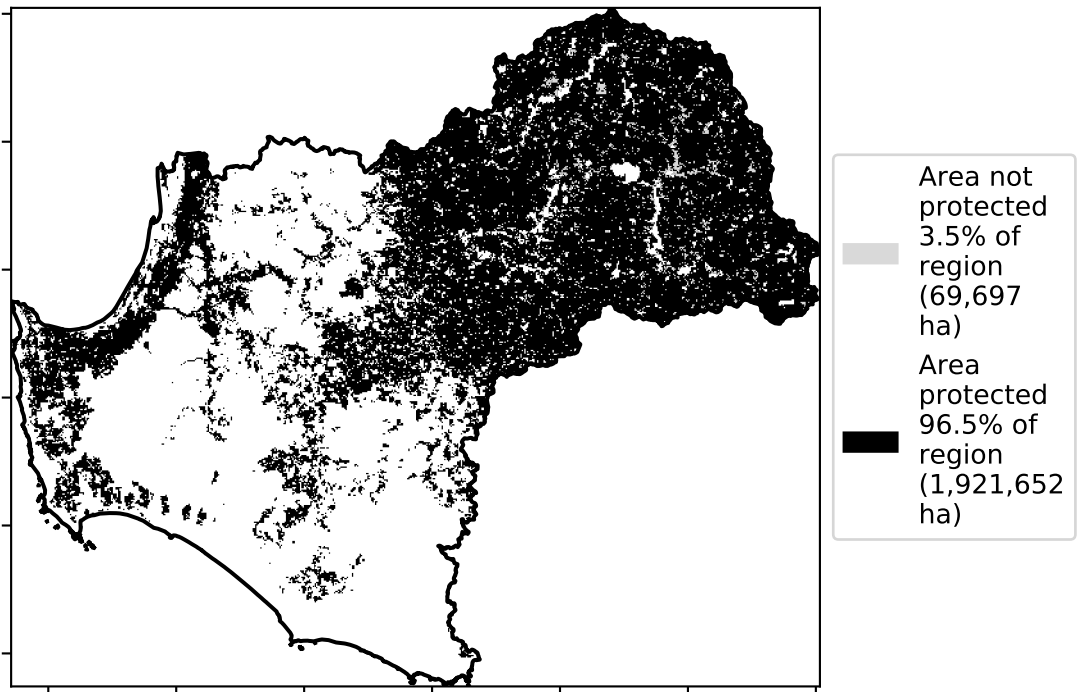 Area not
protected
3.5% of
region
(69,697
ha)
Area
protected
96.5% of
region
(1,921,652
ha)